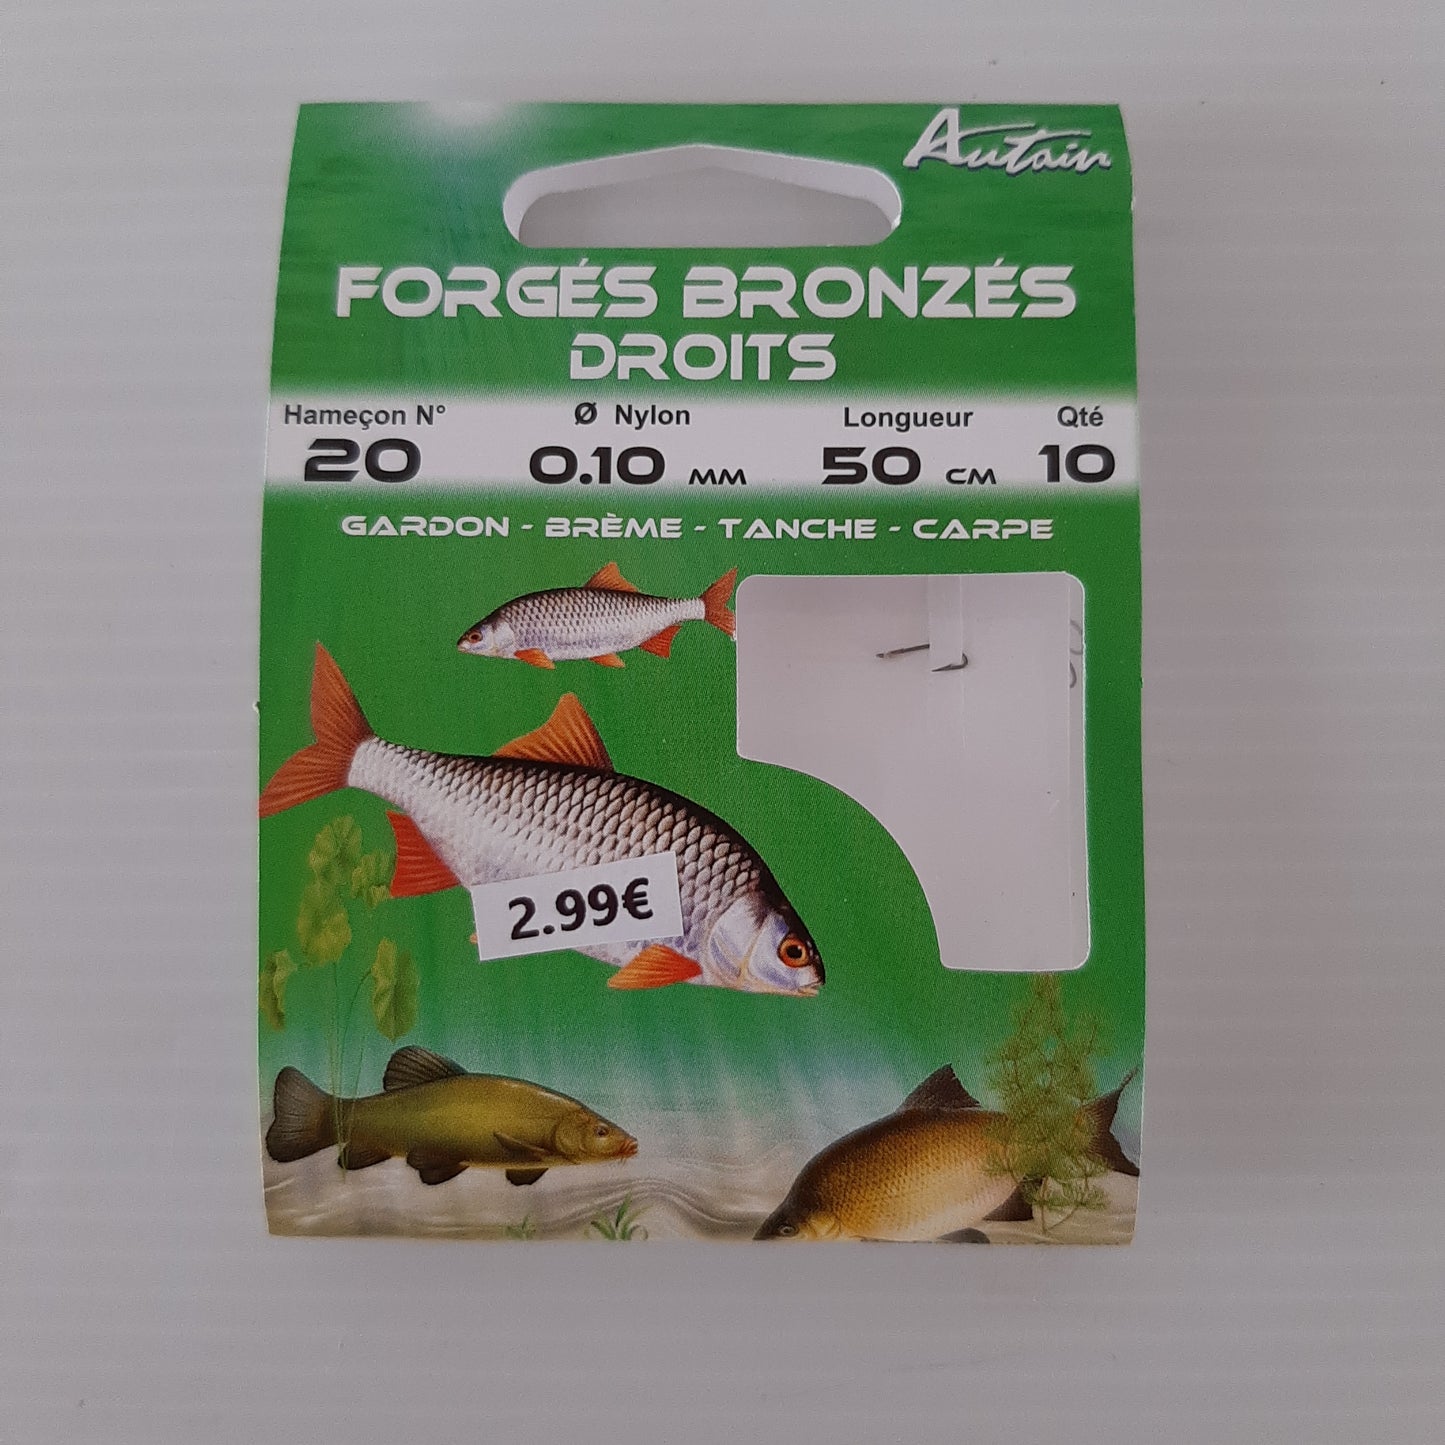 Autain
FORGÉS BRONZÉS
DROITS
Hameçon N° Ø Nylon Longueur Qté
20 0.10 MM 50 CM 10
GARDON - BRÈME - TANCHE - CARPE
2.99€